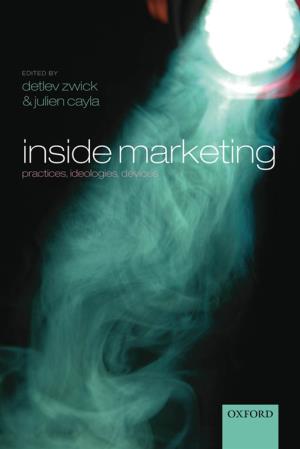 EDITED BY
detlev zwick
& julien cayla
inside marketing
practices, ideologies, devices
OXFORD